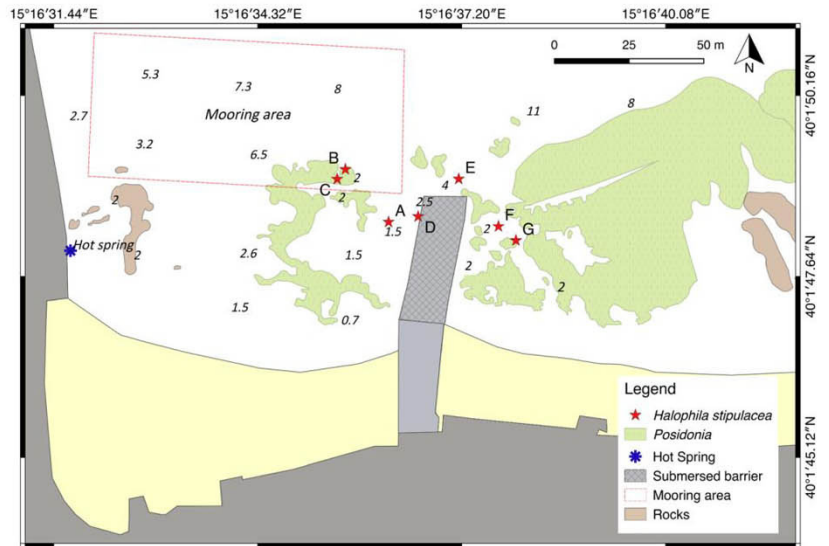 15°16′31.44″N
15°16′34.32″N
15°16′37.20″N
15°16′40.08″N
0 25 50 m
N
40°1′50.16″N
40°1′47.64″N
40°1′45.12″N
5.3
7.3
8
11
8
2.7
Mooring area
3.2
6.5
B
2
E
4
C
2
2
2.5
A
1.5
D
F
2
G
Hot spring
2
2.6
1.5
2
2
1.5
0.7
Legend
Halophila stipulacea
Posidonia
Hot Spring
Submersed barrier
Mooring area
Rocks